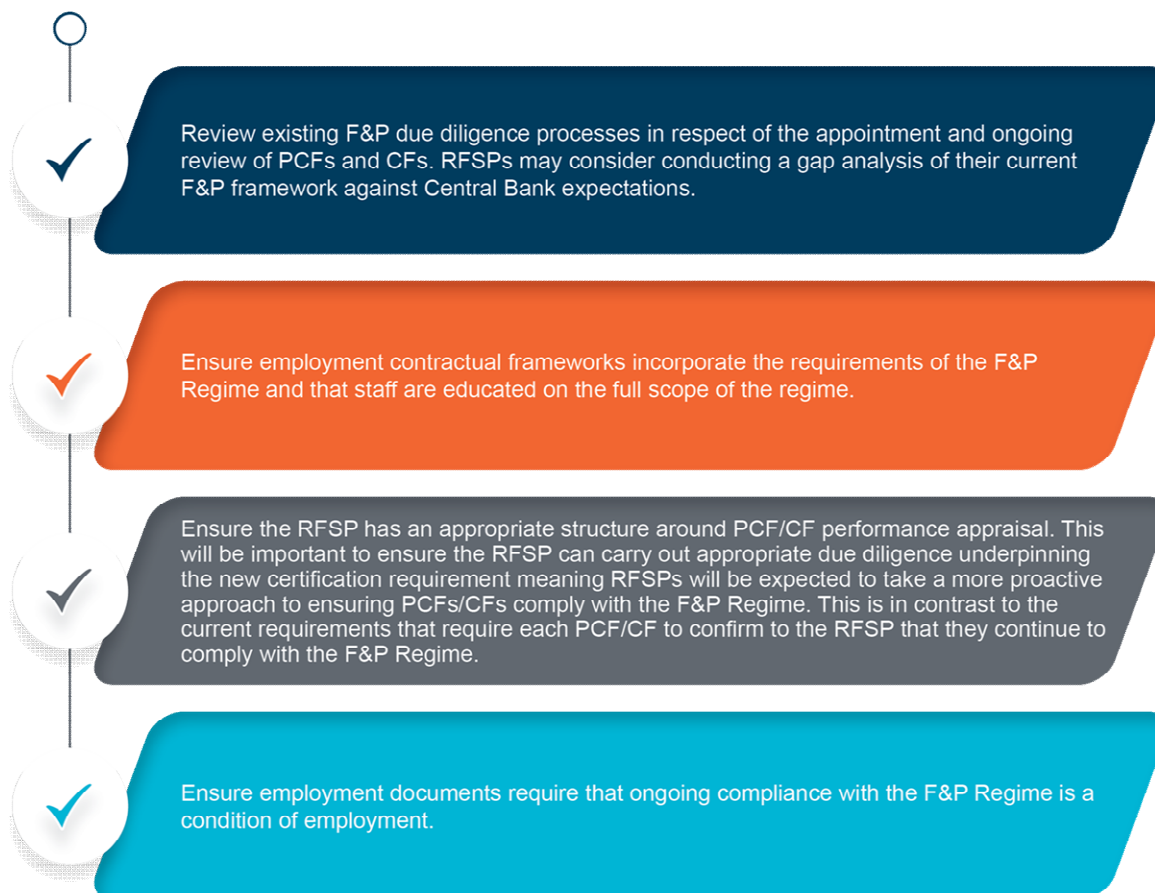 Review existing F&P due diligence processes in respect of the appointment and ongoing
review of PCFs and CFs. RFSPs may consider conducting a gap analysis of their current
F&P framework against Central Bank expectations.
Ensure employment contractual frameworks incorporate the requirements of the F&P
Regime and that staff are educated on the full scope of the regime.
Ensure the RFSP has an appropriate structure around PCF/CF performance appraisal. This
will be important to ensure the RFSP can carry out appropriate due diligence underpinning
the new certification requirement meaning RFSPs will be expected to take a more proactive
approach to ensuring PCFs/CFs comply with the F&P Regime. This is in contrast to the
current requirements that require each PCF/CF to confirm to the RFSP that they continue to
comply with the F&P Regime.
Ensure employment documents require that ongoing compliance with the F&P Regime is a
condition of employment.